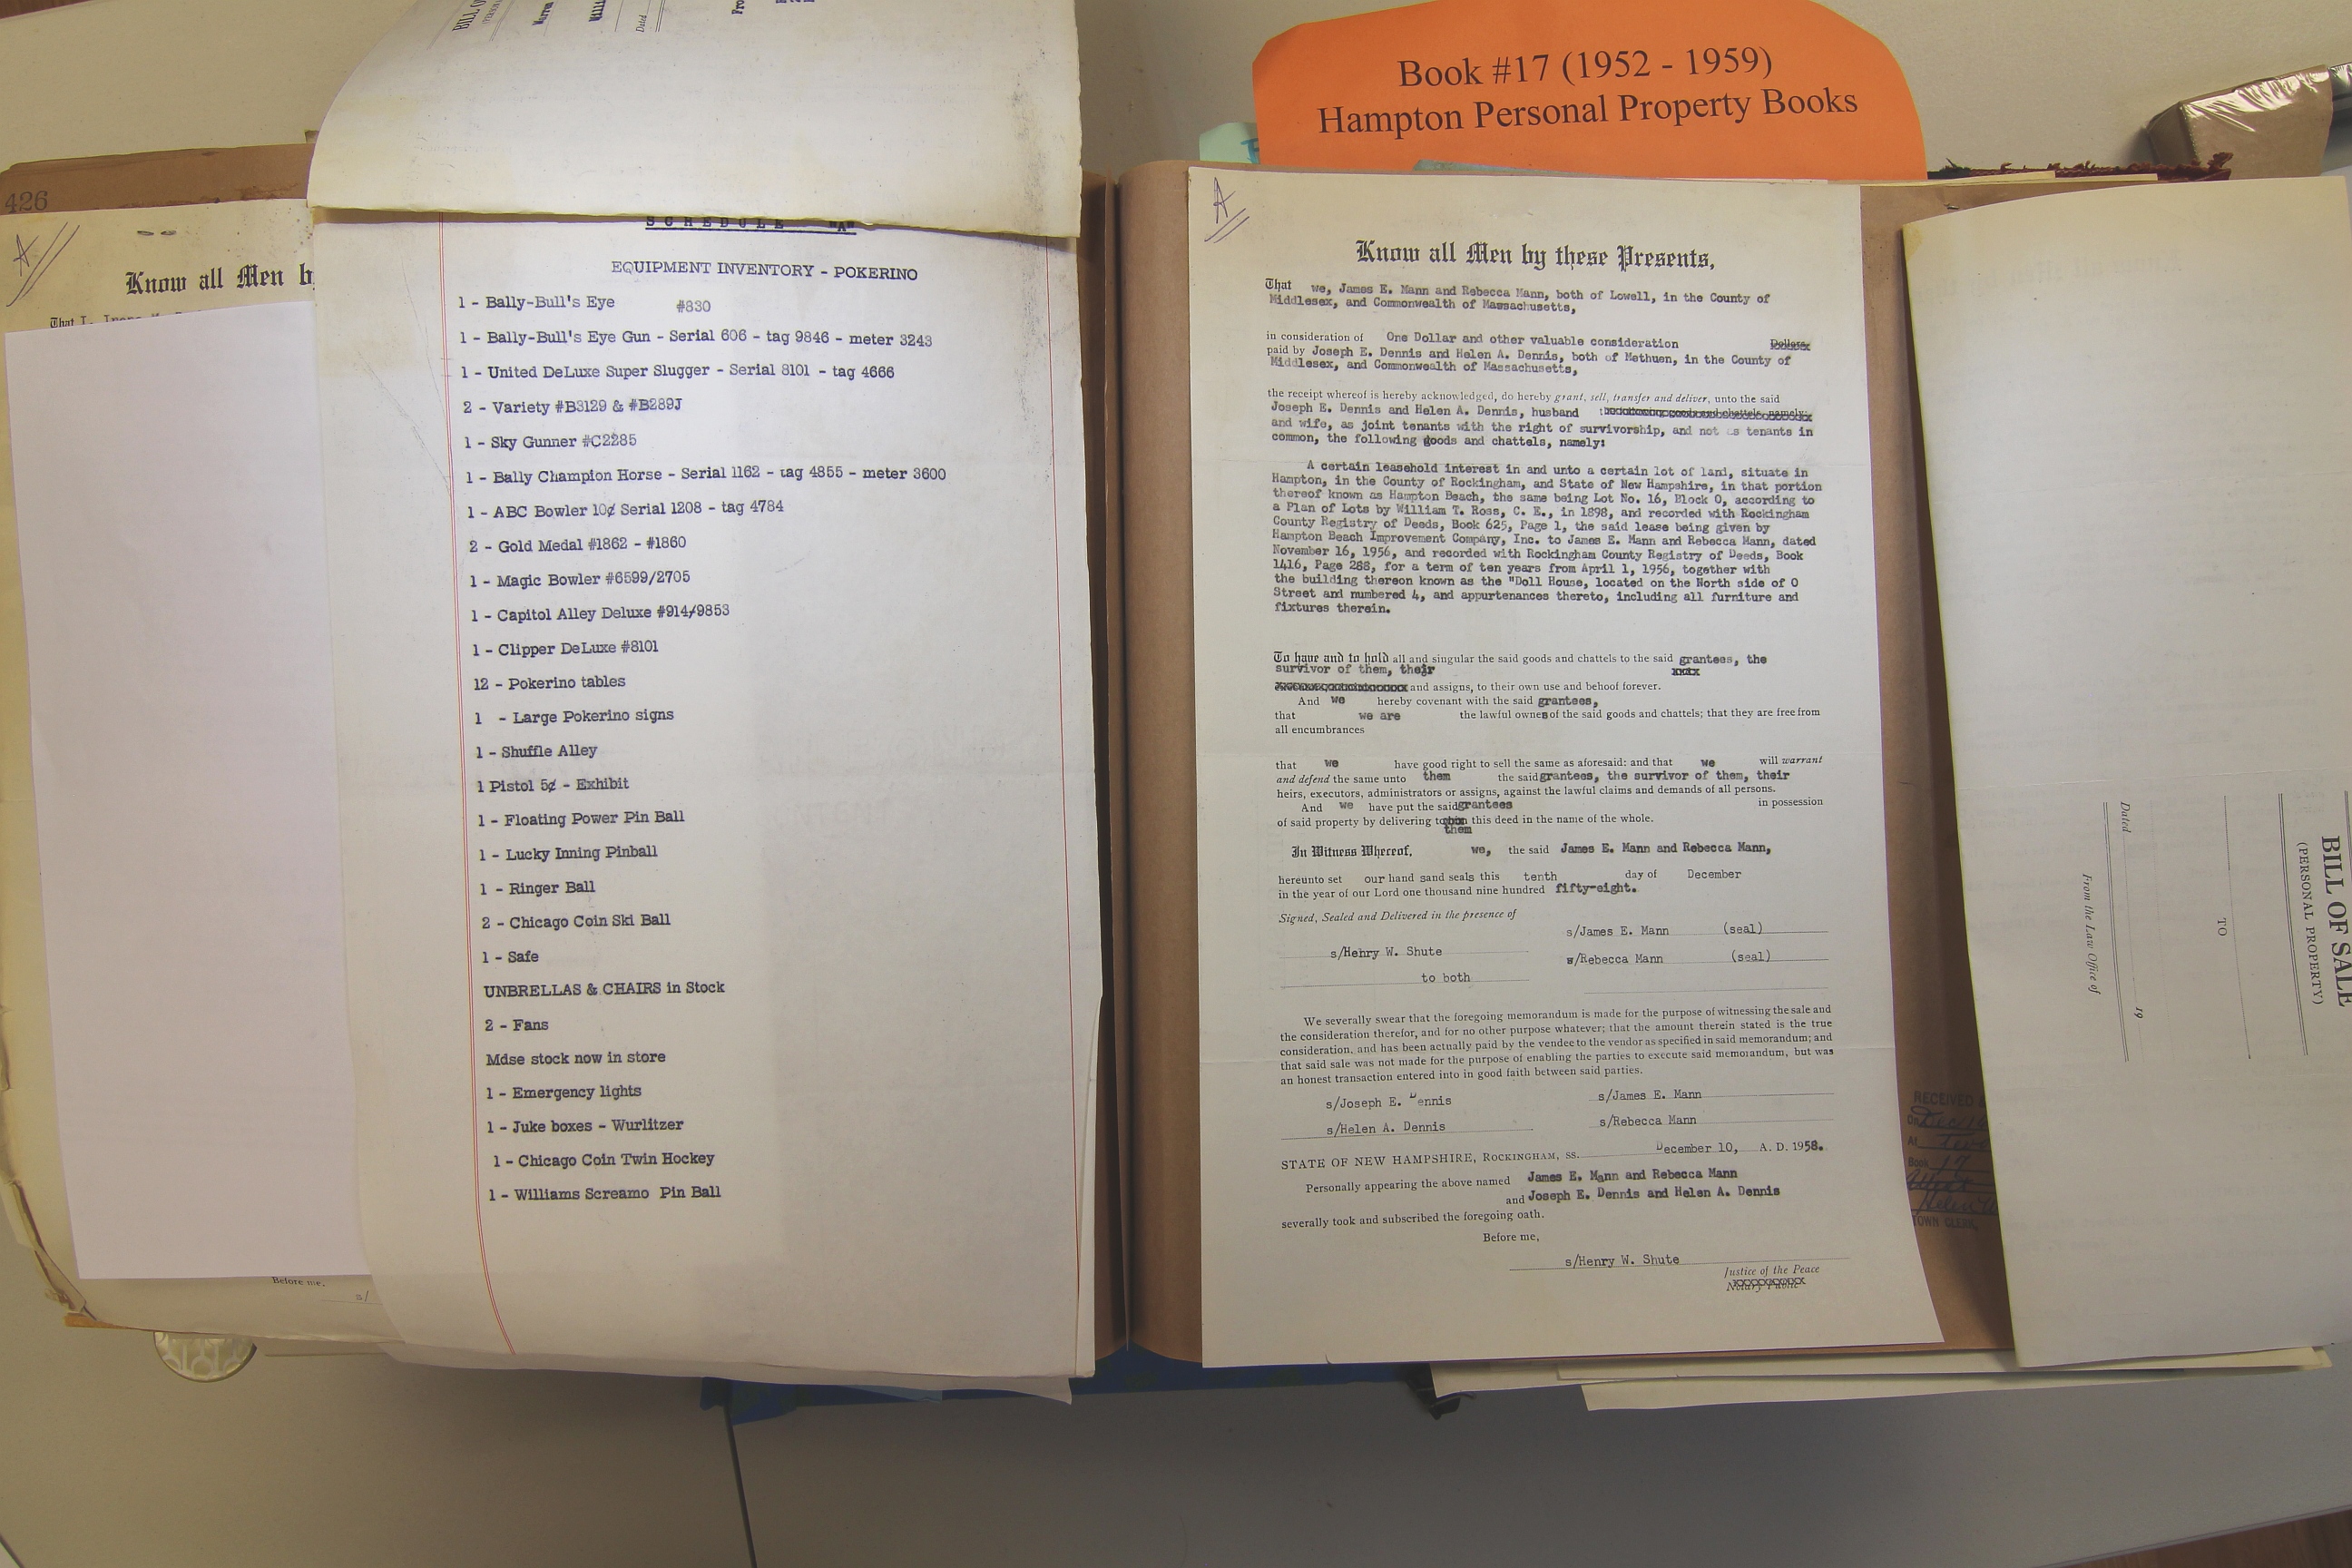 Book #17 (1952 - 1959)
Hampton Personal Property Books
426
A
Know all Men
That I,
Before me,
s/
BILL
Dated
SCHEDULE "A"
EQUIPMENT INVENTORY - POKERINO
1 - Bally-Bull's Eye #830
1 - Bally-Bull's Eye Gun - Serial 606 - tag 9846 - meter 3243
1 - United DeLuxe Super Slugger - Serial 8101 - tag 4666
2 - Variety #B3129 & #B289J
1 - Sky Gunner #C2285
1 - Bally Champion Horse - Serial 1162 - tag 4855 - meter 3600
1 - ABC Bowler 10¢ Serial 1208 - tag 4784
2 - Gold Medal #1862 - #1860
1 - Magic Bowler #6599/2705
1 - Capitol Alley Deluxe #914/9853
1 - Clipper DeLuxe #8101
12 - Pokerino tables
1 - Large Pokerino signs
1 - Shuffle Alley
1 Pistol 5¢ - Exhibit
1 - Floating Power Pin Ball
1 - Lucky Inning Pinball
1 - Ringer Ball
2 - Chicago Coin Ski Ball
1 - Safe
UNBRELLAS & CHAIRS in Stock
2 - Fans
Mdse stock now in store
1 - Emergency lights
1 - Juke boxes - Wurlitzer
1 - Chicago Coin Twin Hockey
1 - Williams Screamo Pin Ball
A
Know all Men by these Presents,
That we, James E. Mann and Rebecca Mann, both of Lowell, in the County of
Middlesex, and Commonwealth of Massachusetts,
in consideration of One Dollar and other valuable consideration Dollars
paid by Joseph E. Dennis and Helen A. Dennis, both of Methuen, in the County of
Middlesex, and Commonwealth of Massachusetts,
the receipt whereof is hereby acknowledged, do hereby grant, sell, transfer and deliver, unto the said
Joseph E. Dennis and Helen A. Dennis, husband
and wife, as joint tenants with the right of survivorship, and not as tenants in
common, the following goods and chattels, namely:
A certain leasehold interest in and unto a certain lot of land, situate in
Hampton, in the County of Rockingham, and State of New Hampshire, in that portion
thereof known as Hampton Beach, the same being Lot No. 16, Block O, according to
a Plan of Lots by William T. Ross, C. E., in 1898, and recorded with Rockingham
County Registry of Deeds, Book 625, Page 1, the said lease being given by
Hampton Beach Improvement Company, Inc. to James E. Mann and Rebecca Mann, dated
November 16, 1956, and recorded with Rockingham County Registry of Deeds, Book
1416, Page 288, for a term of ten years from April 1, 1956, together with
the building thereon known as the "Doll House, located on the North side of O
Street and numbered 4, and appurtenances thereto, including all furniture and
fixtures therein.
To have and to hold all and singular the said goods and chattels to the said grantees, the
survivor of them, their xxxx
and assigns, to their own use and behoof forever.
And we hereby covenant with the said grantees,
that we are the lawful owners of the said goods and chattels; that they are free from
all encumbrances
that we have good right to sell the same as aforesaid: and that we will warrant
and defend the same unto them the said grantees, the survivor of them, their
heirs, executors, administrators or assigns, against the lawful claims and demands of all persons.
And we have put the said grantees in possession
of said property by delivering to this deed in the name of the whole.
them
In Witness Whereof, we, the said James E. Mann and Rebecca Mann,
hereunto set our hand sand seals this tenth day of December
in the year of our Lord one thousand nine hundred fifty-eight.
Signed, Sealed and Delivered in the presence of
s/James E. Mann (seal)
s/Henry W. Shute
s/Rebecca Mann (seal)
to both
We severally swear that the foregoing memorandum is made for the purpose of witnessing the sale and
the consideration therefor, and for no other purpose whatever; that the amount therein stated is the true
consideration, and has been actually paid by the vendee to the vendor as specified in said memorandum; and
that said sale was not made for the purpose of enabling the parties to execute said memorandum, but was
an honest transaction entered into in good faith between said parties.
s/Joseph E. Dennis s/James E. Mann
s/Helen A. Dennis s/Rebecca Mann
December 10, A. D. 1958.
STATE OF NEW HAMPSHIRE, ROCKINGHAM, SS.
Personally appearing the above named James E. Mann and Rebecca Mann
and Joseph E. Dennis and Helen A. Dennis
severally took and subscribed the foregoing oath.
Before me,
s/Henry W. Shute
Justice of the Peace
Notary Public
RECEIVED
On Dec
At
Book 17
Helen
TOWN CLERK
BILL OF SALE
(PERSONAL PROPERTY)
TO
Dated 19
From the Law Office of